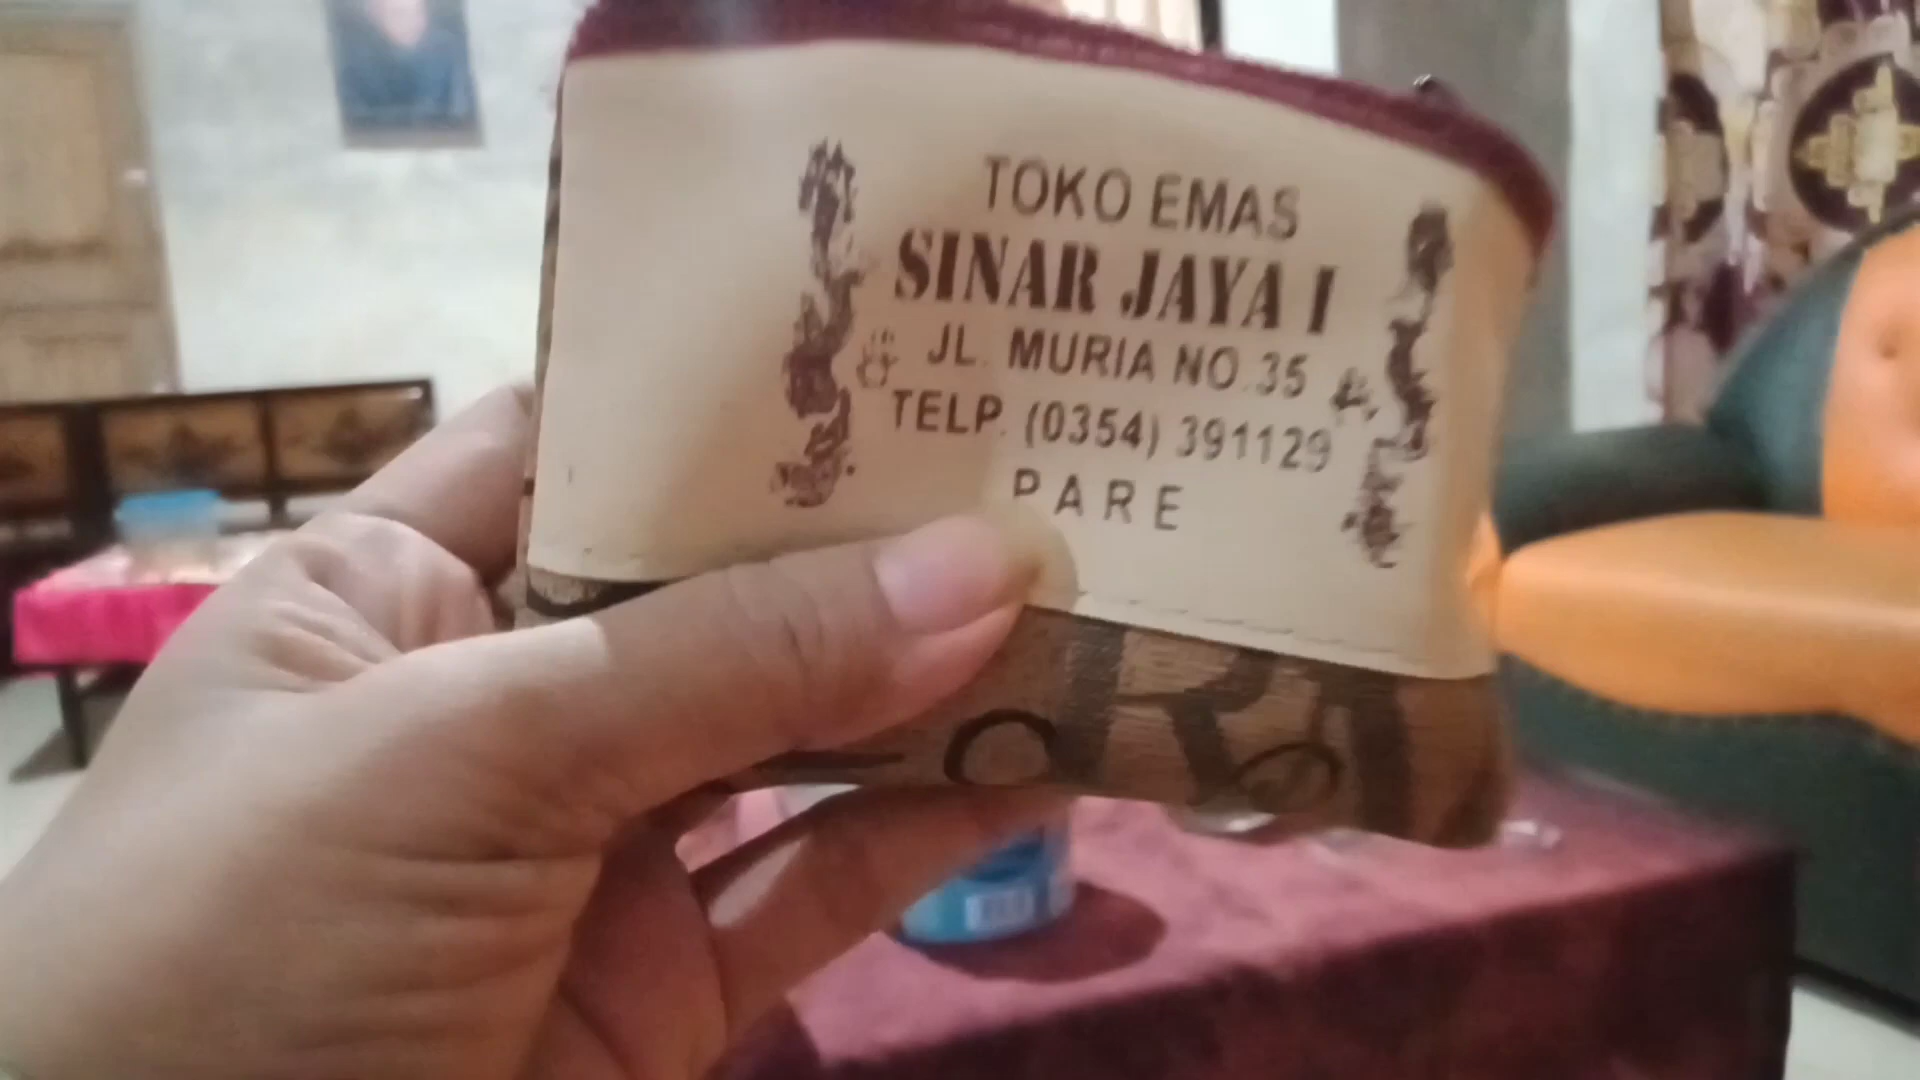 TOKO EMAS
SINAR JAYA I
JL. MURIA NO.35
TELP. (0354) 391129
PARE